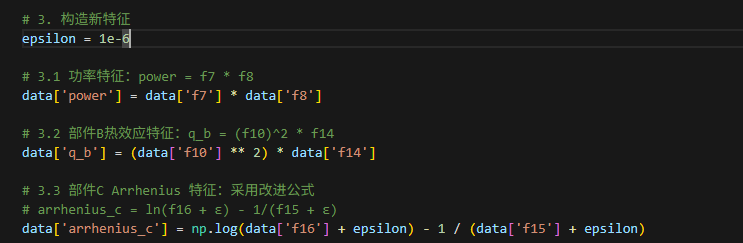 # 3. 构造新特征
epsilon = 1e-6
# 3.1 功率特征：power = f7 * f8
data['power'] = data['f7'] * data['f8']
# 3.2 部件B热效应特征：q_b = (f10)^2 * f14
data['q_b'] = (data['f10'] ** 2) * data['f14']
# 3.3 部件C Arrhenius 特征：采用改进公式
# arrhenius_c = ln(f16 + ε) - 1/(f15 + ε)
data['arrhenius_c'] = np.log(data['f16'] + epsilon) - 1 / (data['f15'] + epsilon)